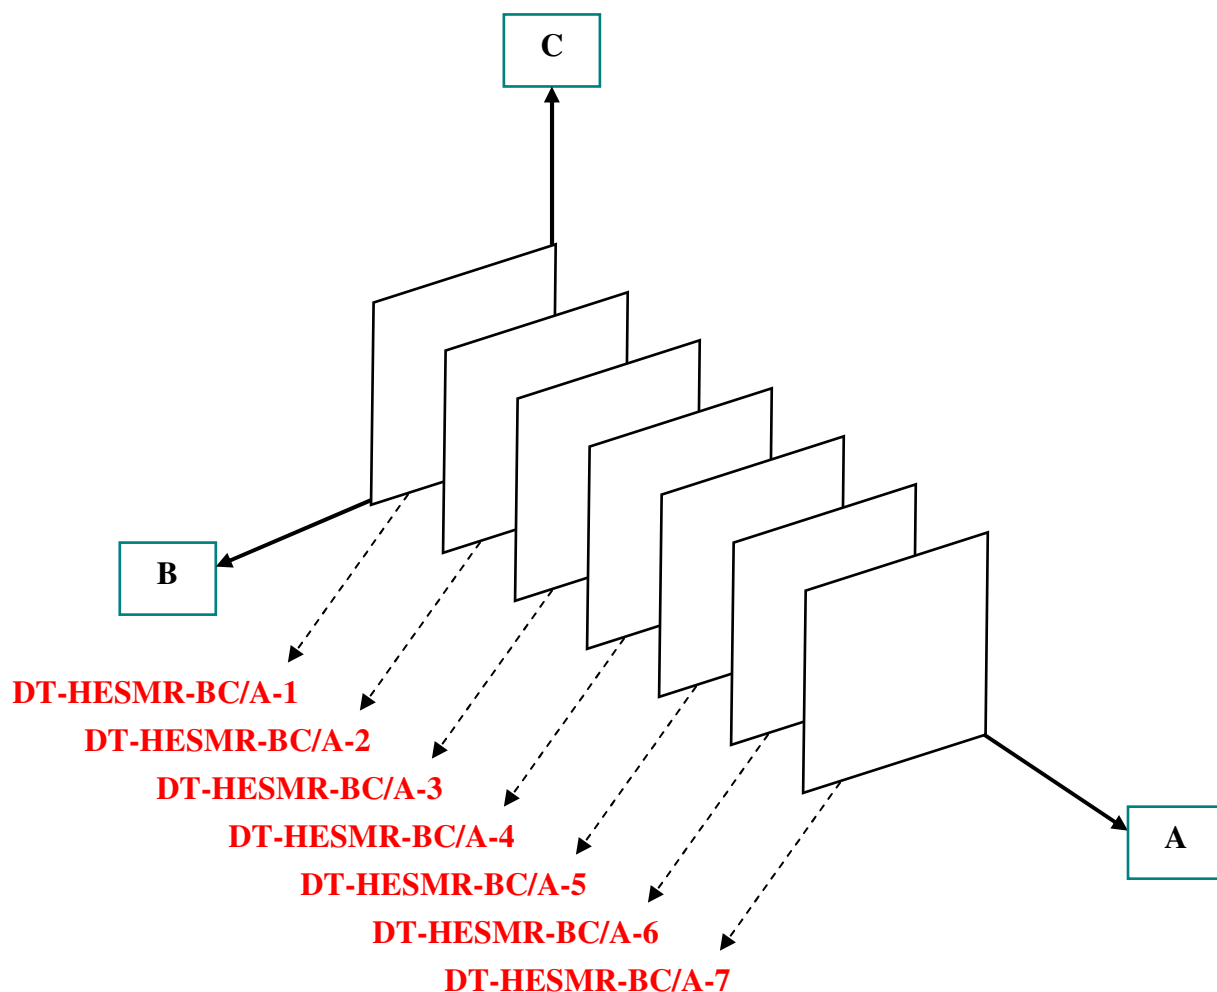 C
B
DT-HESMR-BC/A-1
DT-HESMR-BC/A-2
DT-HESMR-BC/A-3
DT-HESMR-BC/A-4
A
DT-HESMR-BC/A-5
DT-HESMR-BC/A-6
DT-HESMR-BC/A-7